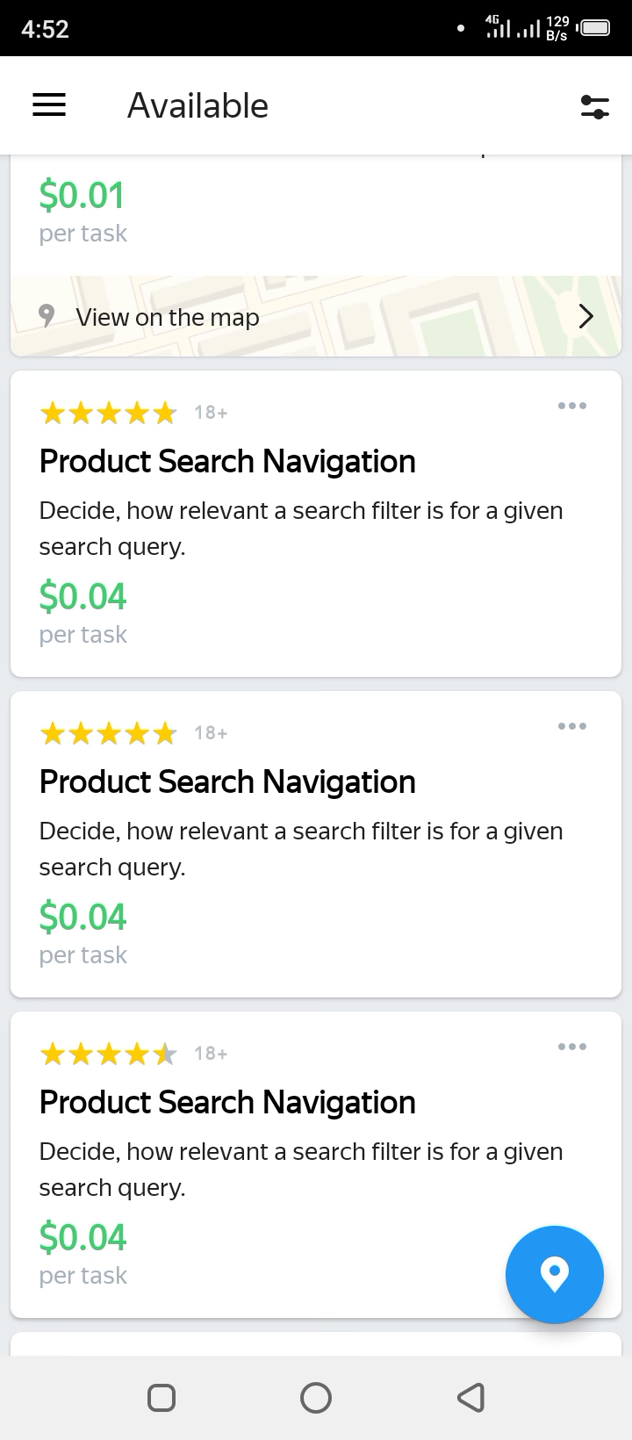 4:52
4G
129
B/s
Available
$0.01
per task
View on the map
18+
Product Search Navigation
Decide, how relevant a search filter is for a given
search query.
$0.04
per task
18+
Product Search Navigation
Decide, how relevant a search filter is for a given
search query.
$0.04
per task
18+
Product Search Navigation
Decide, how relevant a search filter is for a given
search query.
$0.04
per task